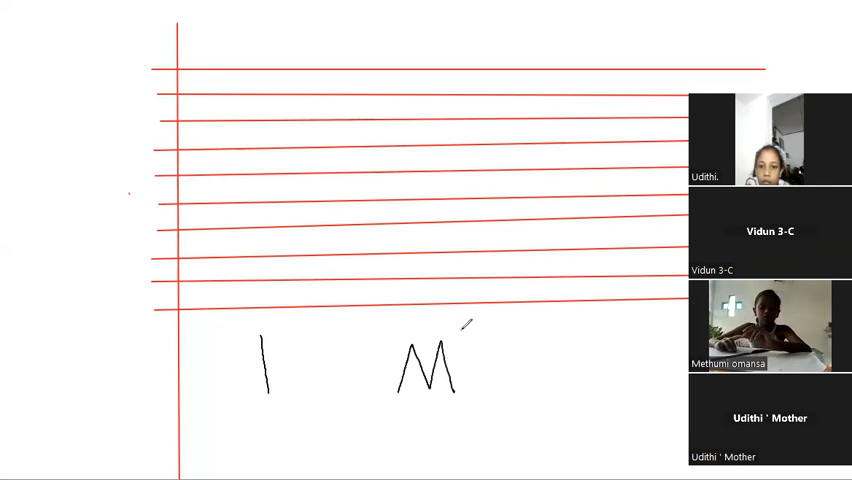 I M
Udithi.
Vidun 3-C
Vidun 3-C
Methumi omansa
Udithi ' Mother
Udithi ' Mother